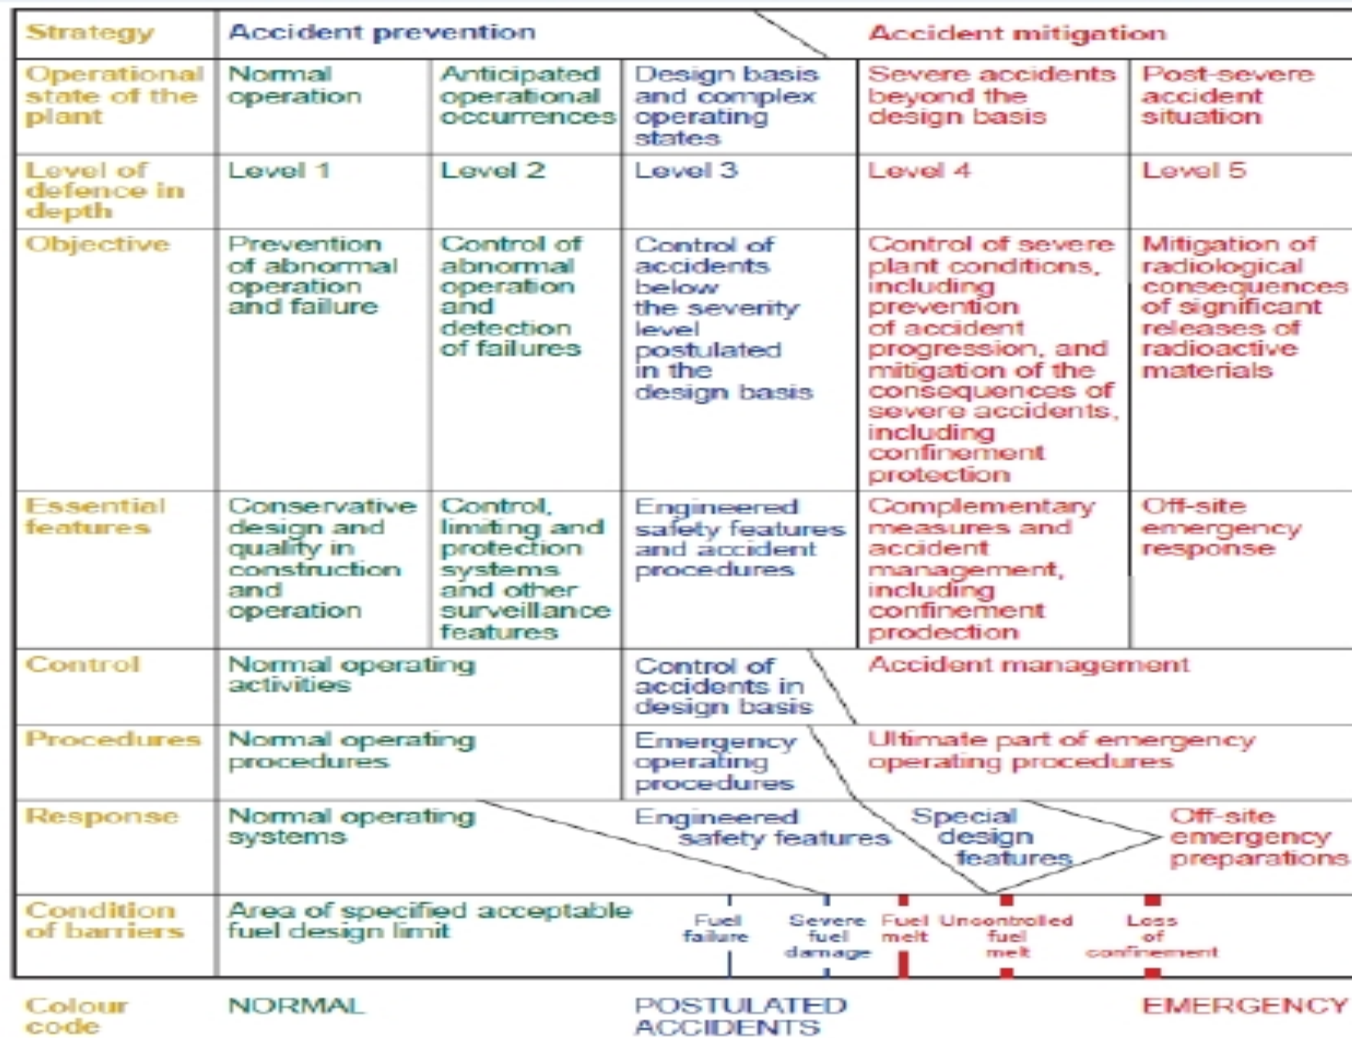 Strategy
Accident prevention
Accident mitigation
Operational
state of the
plant
Normal
operation
Anticipated
operational
occurrences
Design basis
and complex
operating
states
Severe accidents
beyond the
design basis
Post-severe
accident
situation
Level of
defence in
depth
Level 1
Level 2
Level 3
Level 4
Level 5
Objective
Prevention
of abnormal
operation
and failure
Control of
abnormal
operation
and
detection
of failures
Control of
accidents
below
the severity
level
postulated
in the
design basis
Control of severe
plant conditions,
including
prevention
of accident
progression, and
mitigation of the
consequences of
severe accidents,
including
confinement
protection
Mitigation of
radiological
consequences
of significant
releases of
radioactive
materials
Essential
features
Conservative
design and
quality in
construction
and
operation
Control,
limiting and
protection
systems
and other
surveillance
features
Engineered
safety features
and accident
procedures
Complementary
measures and
accident
management,
including
confinement
prodection
Off-site
emergency
response
Control
Normal operating
activities
Control of
accidents in
design basis
Accident management
Procedures
Normal operating
procedures
Emergency
operating
procedures
Ultimate part of emergency
operating procedures
Response
Normal operating
systems
Engineered
safety features
Special
design
features
Off-site
emergency
preparations
Condition
of barriers
Area of specified acceptable
fuel design limit
Fuel
failure
Severe
fuel
damage
Fuel
melt
Uncontrolled
fuel
melt
Loss
of
confinement
Colour
code
NORMAL
POSTULATED
ACCIDENTS
EMERGENCY